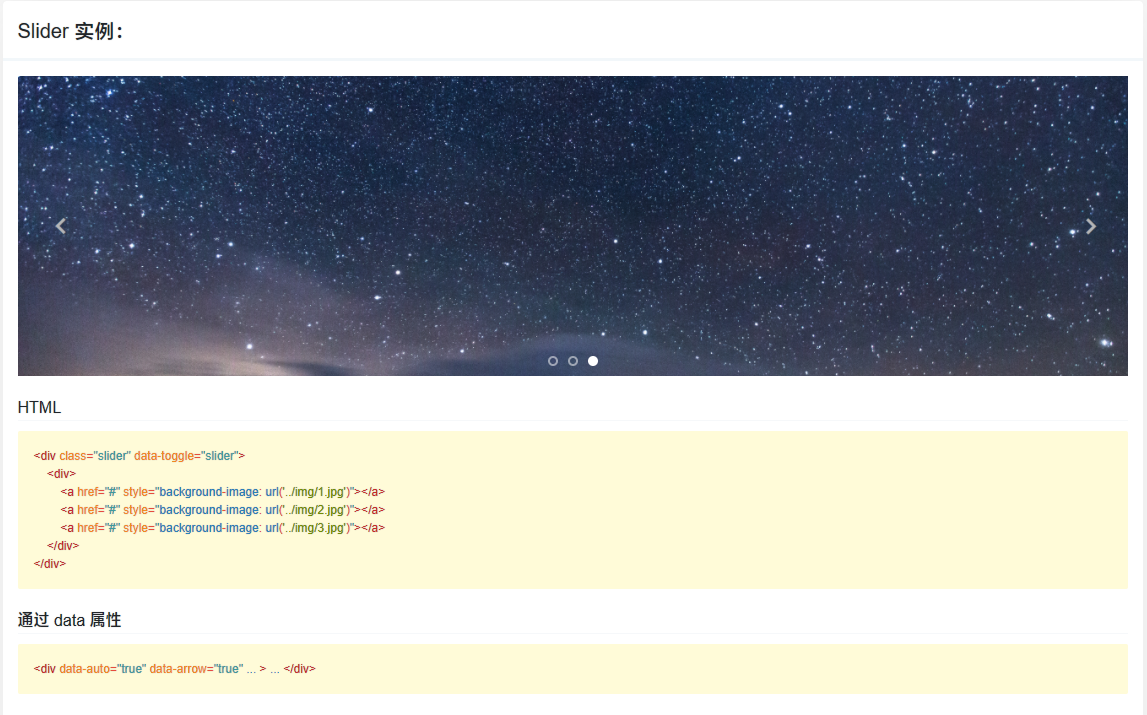 Slider 实例：
HTML
<div class="slider" data-toggle="slider">
<div>
<a href="#" style="background-image: url('../img/1.jpg')"></a>
<a href="#" style="background-image: url('../img/2.jpg')"></a>
<a href="#" style="background-image: url('../img/3.jpg')"></a>
</div>
</div>
通过 data 属性
<div data-auto="true" data-arrow="true" ... > ... </div>